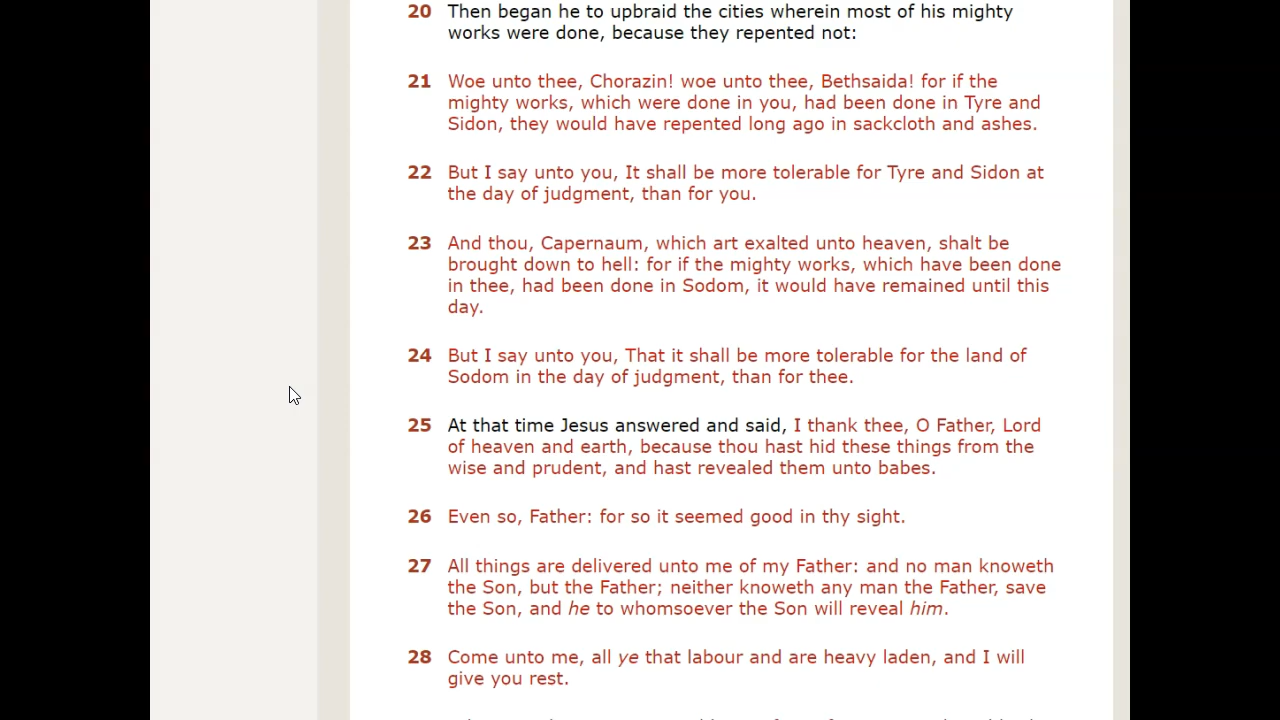 20 Then began he to upbraid the cities wherein most of his mighty
works were done, because they repented not:
21 Woe unto thee, Chorazin! woe unto thee, Bethsaida! for if the
mighty works, which were done in you, had been done in Tyre and
Sidon, they would have repented long ago in sackcloth and ashes.
22 But I say unto you, It shall be more tolerable for Tyre and Sidon at
the day of judgment, than for you.
23 And thou, Capernaum, which art exalted unto heaven, shalt be
brought down to hell: for if the mighty works, which have been done
in thee, had been done in Sodom, it would have remained until this
day.
24 But I say unto you, That it shall be more tolerable for the land of
Sodom in the day of judgment, than for thee.
25 At that time Jesus answered and said, I thank thee, O Father, Lord
of heaven and earth, because thou hast hid these things from the
wise and prudent, and hast revealed them unto babes.
26 Even so, Father: for so it seemed good in thy sight.
27 All things are delivered unto me of my Father: and no man knoweth
the Son, but the Father; neither knoweth any man the Father, save
the Son, and he to whomsoever the Son will reveal him.
28 Come unto me, all ye that labour and are heavy laden, and I will
give you rest.